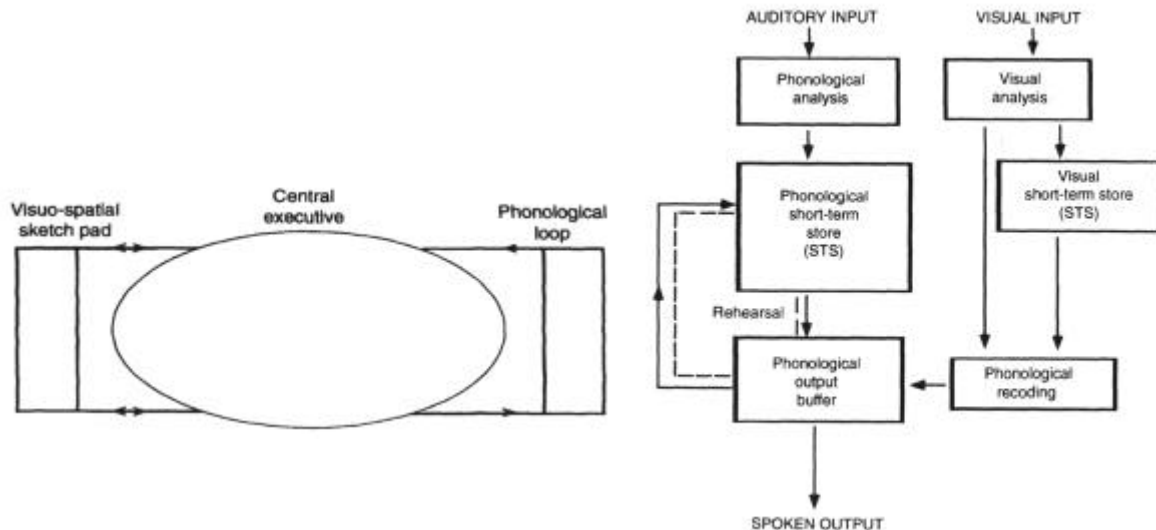 Visuo-spatial
sketch pad
Central
executive
Phonological
loop
AUDITORY INPUT
Phonological
analysis
Phonological
short-term
store
(STS)
Rehearsal
Phonological
output
buffer
SPOKEN OUTPUT
VISUAL INPUT
Visual
analysis
Visual
short-term store
(STS)
Phonological
recoding